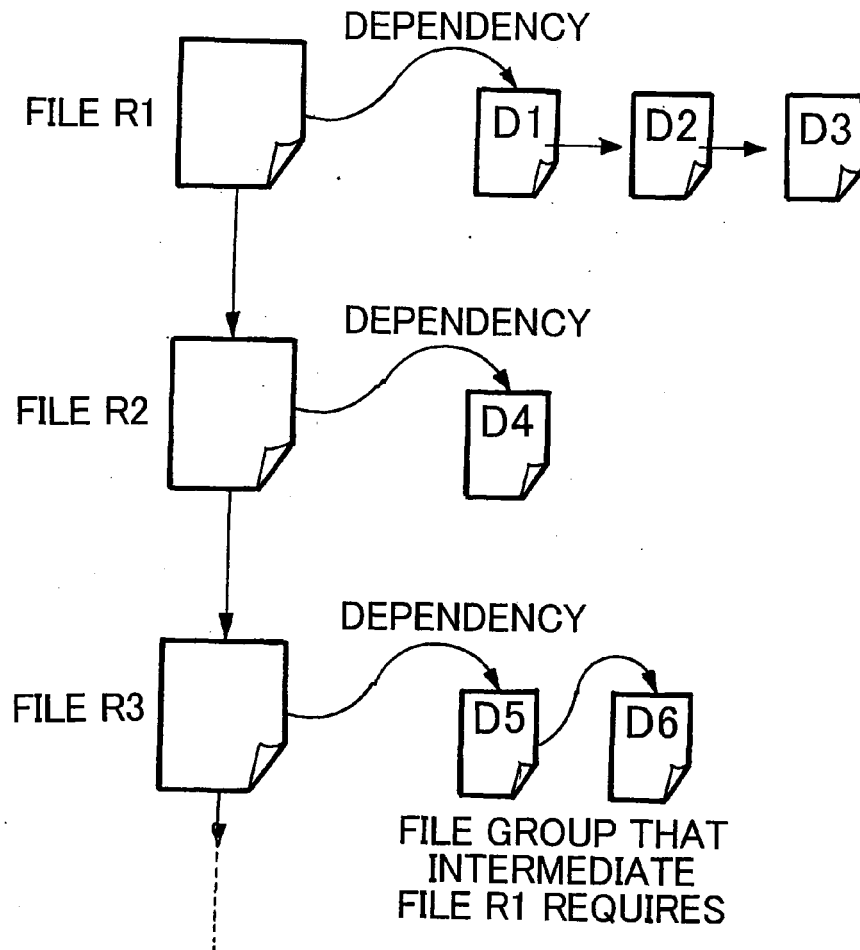 DEPENDENCY
FILE R1
D1
D2
D3
DEPENDENCY
FILE R2
D4
DEPENDENCY
FILE R3
D5
D6
FILE GROUP THAT
INTERMEDIATE
FILE R1 REQUIRES